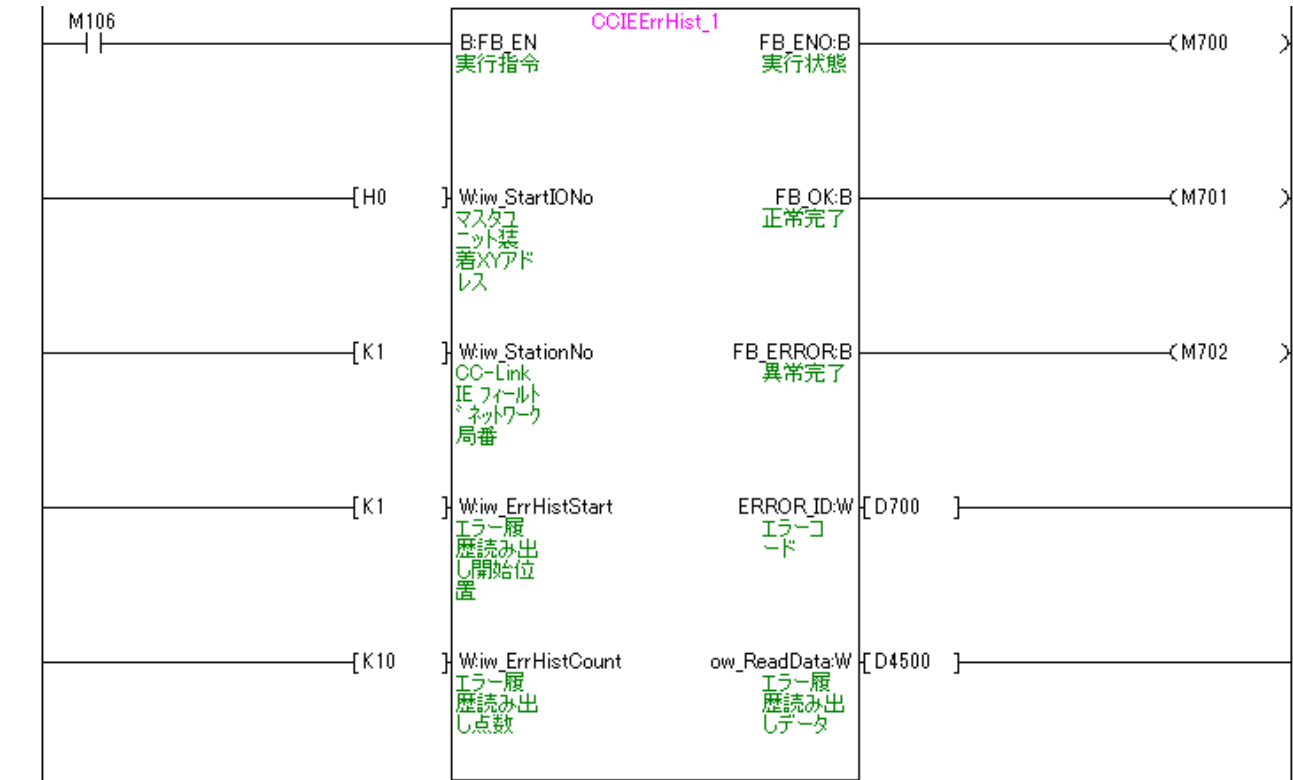 M106
CCIEErrHist_1
B:FB_EN
FB_ENO:B
M700
実行指令
実行状態
H0
W:iw_StartIONo
FB_OK:B
M701
マスタユ
ニット装
着XYアド
レス
正常完了
K1
W:iw_StationNo
FB_ERROR:B
M702
CC-Link
IE フィールト
゛ネットワーク
局番
異常完了
K1
W:iw_ErrHistStart
ERROR_ID:W
D700
エラー履
歴読み出
し開始位
置
エラーコ
ード
K10
W:iw_ErrHistCount
ow_ReadData:W
D4500
エラー履
歴読み出
し点数
エラー履
歴読み出
しデータ